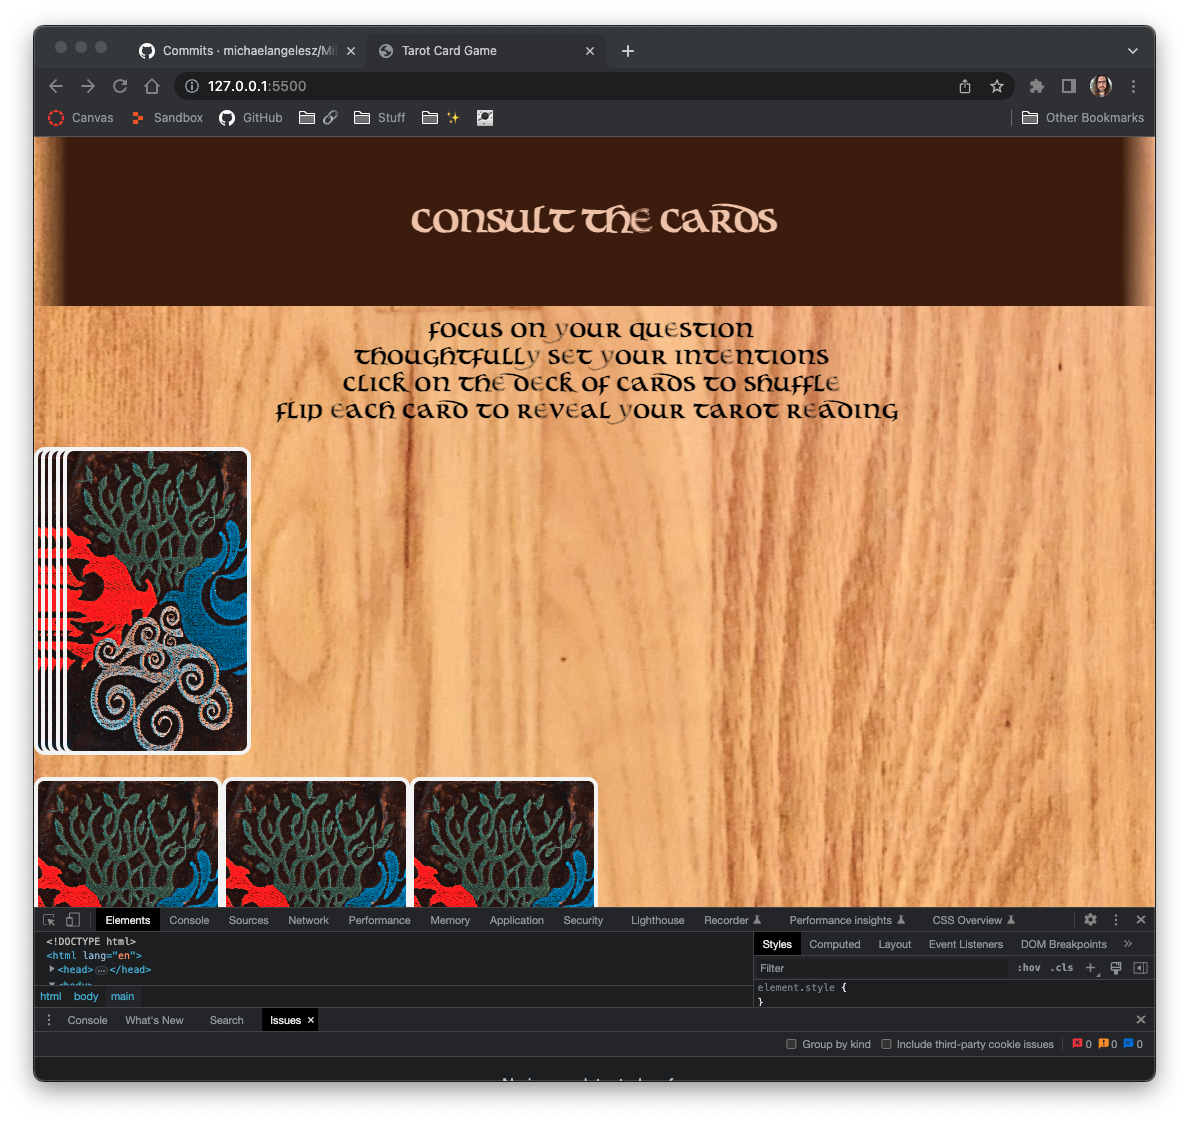 Commits · michaelangelesz/Mi
Tarot Card Game
127.0.0.1:5500
Canvas
Sandbox
GitHub
Stuff
Other Bookmarks
CONSULT THE CARDS
FOCUS ON YOUR QUESTION
THOUGHTFULLY SET YOUR INTENTIONS
CLICK ON THE DECK OF CARDS TO SHUFFLE
FLIP EACH CARD TO REVEAL YOUR TAROT READING
Elements Console Sources Network Performance Memory Application Security Lighthouse Recorder Performance insights CSS Overview
<!DOCTYPE html>
<html lang="en">
<head>…</head>
<body>
html body main
Styles Computed Layout Event Listeners DOM Breakpoints »
Filter :hov .cls
element.style {
}
Console What's New Search Issues
Group by kind Include third-party cookie issues 0 0 0